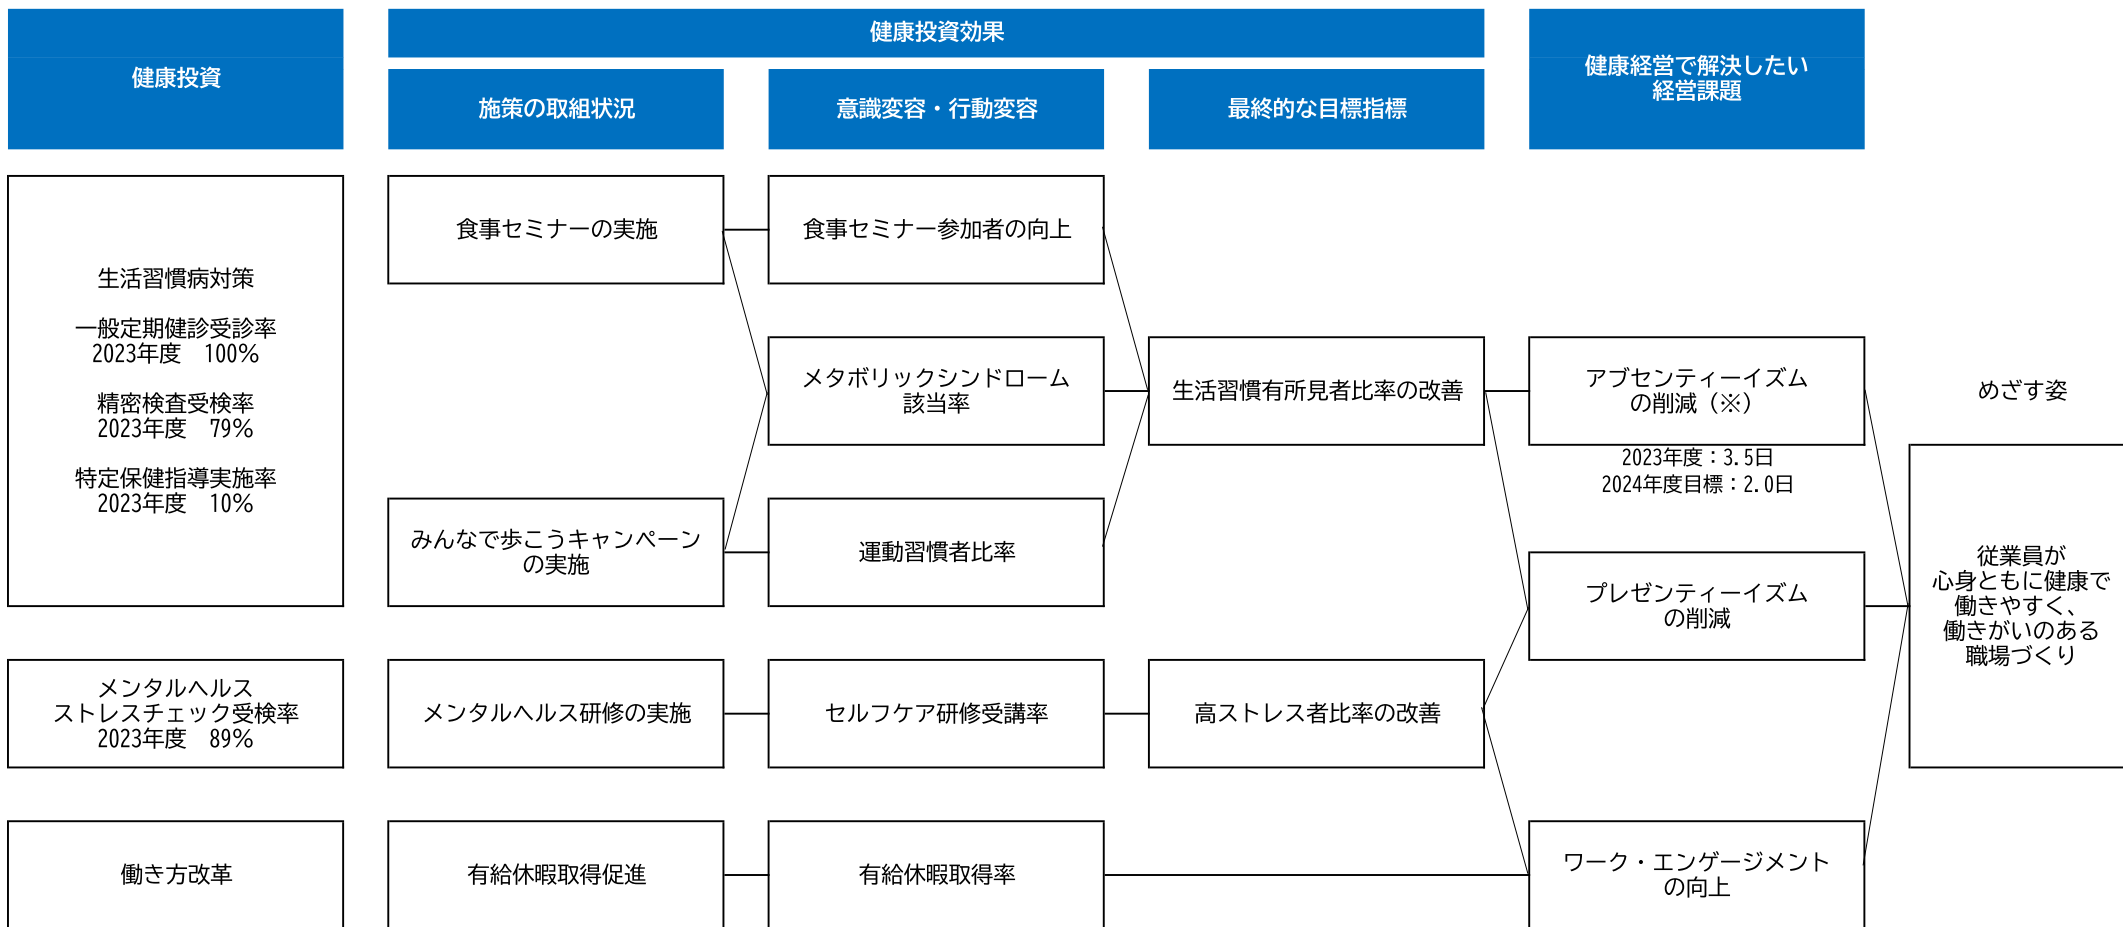 健康投資
健康投資効果
健康経営で解決したい
経営課題
施策の取組状況
意識変容・行動変容
最終的な目標指標
生活習慣病対策
一般定期健診受診率
2023年度　100%
精密検査受検率
2023年度　79%
特定保健指導実施率
2023年度　10%
食事セミナーの実施
食事セミナー参加者の向上
メタボリックシンドローム
該当率
生活習慣有所見者比率の改善
アブセンティーイズム
の削減（※）
2023年度：3.5日
2024年度目標：2.0日
めざす姿
みんなで歩こうキャンペーン
の実施
運動習慣者比率
プレゼンティーイズム
の削減
従業員が
心身ともに健康で
働きやすく、
働きがいのある
職場づくり
メンタルヘルス
ストレスチェック受検率
2023年度　89%
メンタルヘルス研修の実施
セルフケア研修受講率
高ストレス者比率の改善
働き方改革
有給休暇取得促進
有給休暇取得率
ワーク・エンゲージメント
の向上